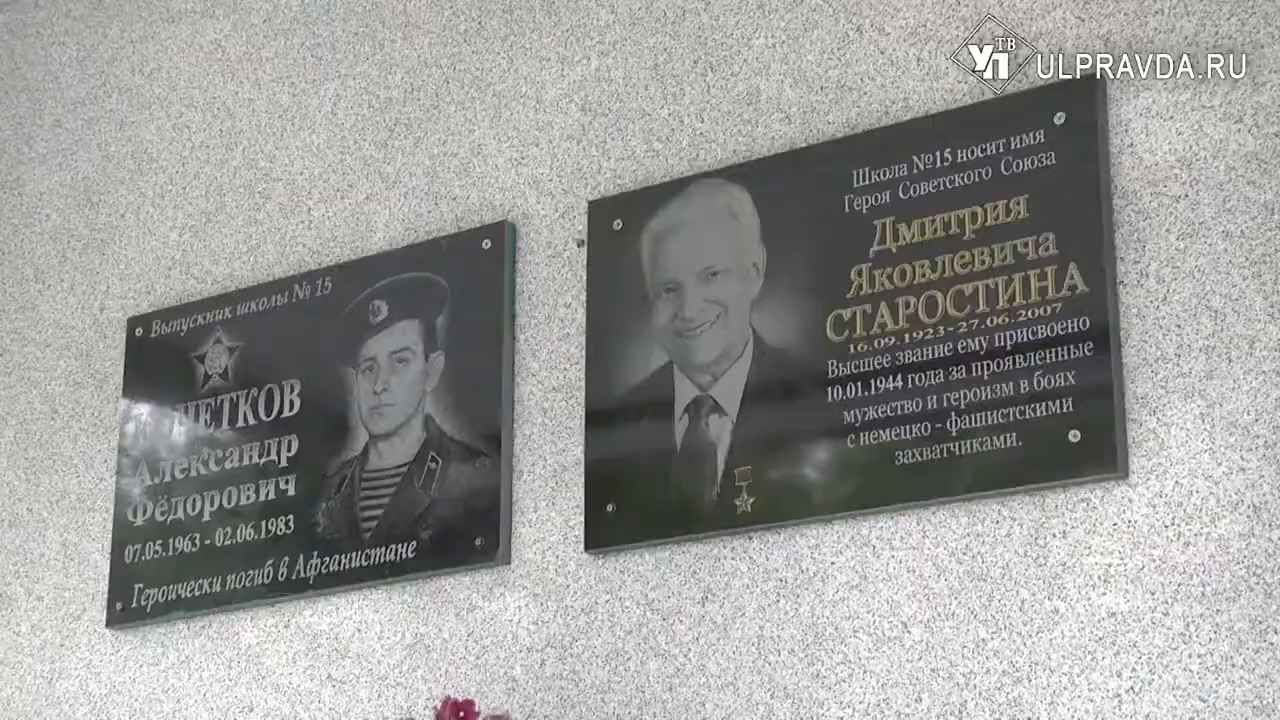 ТВ
УП
ULPRAVDA.RU
Выпускник школы № 15
Александр
Фёдорович
07.05.1963 - 02.06.1983
Героически погиб в Афганистане
Школа №15 носит имя
Героя Советского Союза
Дмитрия
Яковлевича
СТАРОСТИНА
16.09.1923-27.06.2007
Высшее звание ему присвоено
10.01.1944 года за проявленные
мужество и героизм в боях
с немецко - фашистскими
захватчиками.